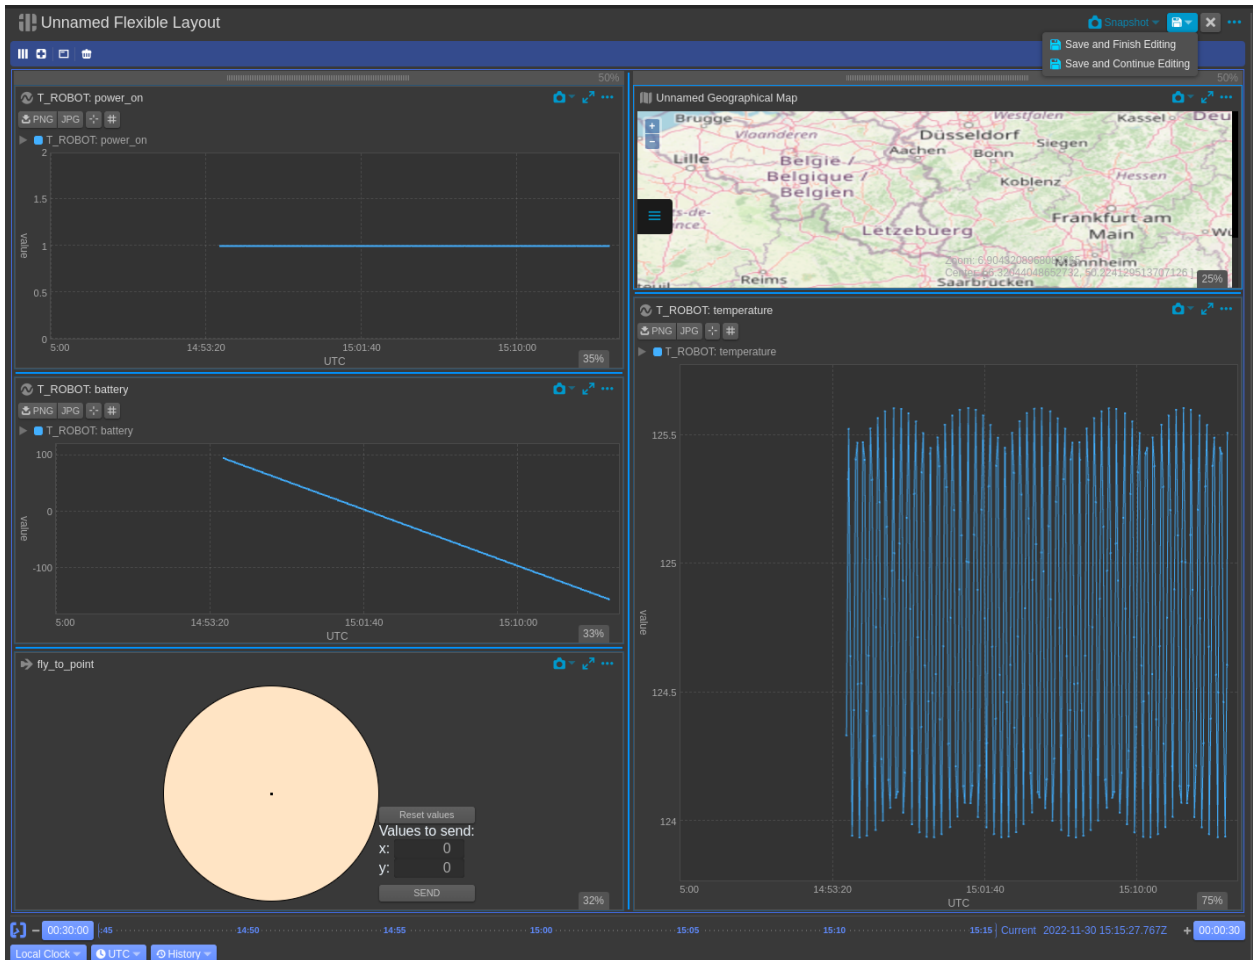 Unnamed Flexible Layout
Snapshot
Save and Finish Editing
Save and Continue Editing
50%
50%
T_ROBOT: power_on
PNG JPG
T_ROBOT: power_on
2
1.5
1
0.5
0
value
5:00 14:53:20 15:01:40 15:10:00
UTC
35%
T_ROBOT: battery
PNG JPG
T_ROBOT: battery
100
0
-100
value
5:00 14:53:20 15:01:40 15:10:00
UTC
33%
fly_to_point
Reset values
Values to send:
x: 0
y: 0
SEND
32%
Unnamed Geographical Map
+
−
Brugge
Westfalen
Kassel
Deu
Vlaanderen
Düsseldorf
Siegen
Aachen
Bonn
Lille
België /
Belgique /
Belgien
Koblenz
Hessen
ts-de-
nce.
Frankfurt am
Main
Letzebuerg
Mannheim
Reims
Saarbrücken
25%
T_ROBOT: temperature
PNG JPG
T_ROBOT: temperature
125.5
125
124.5
124
value
5:00 14:53:20 15:01:40 15:10:00
UTC
75%
00:30:00 :45 14:50 14:55 15:00 15:05 15:10 15:15 Current 2022-11-30 15:15:27.767Z + 00:00:30
Local Clock UTC History